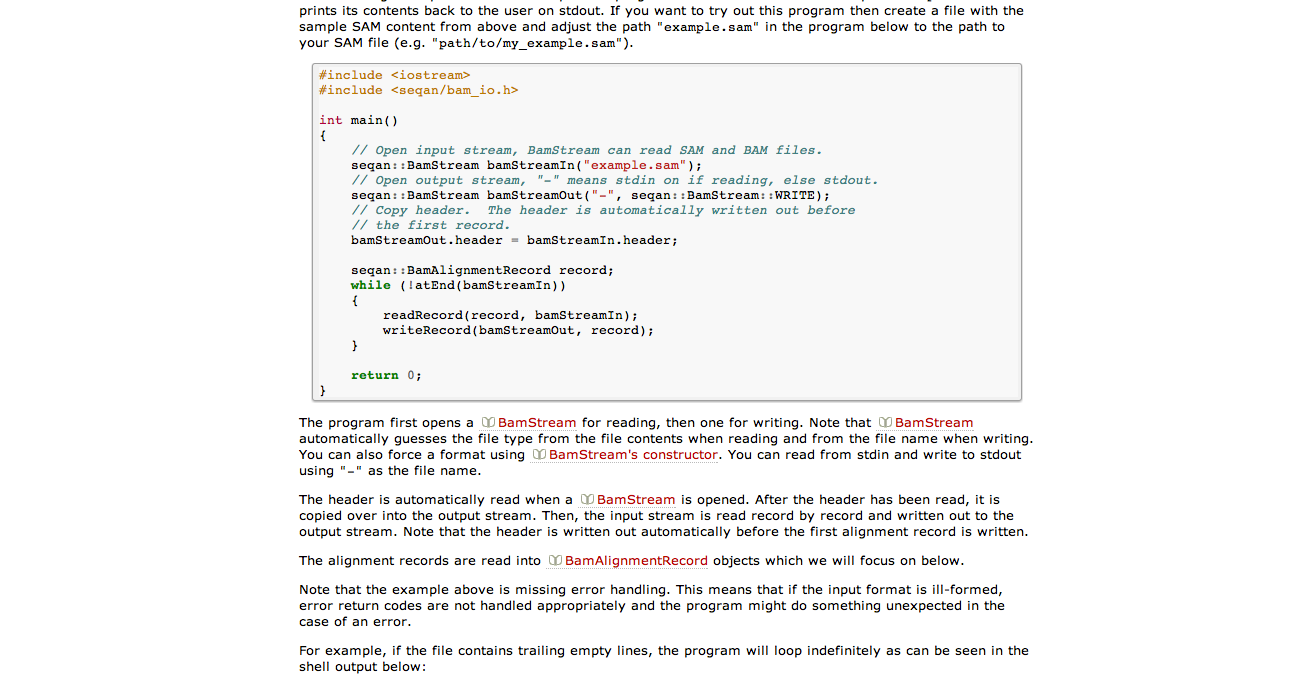 prints its contents back to the user on stdout. If you want to try out this program then create a file with the
sample SAM content from above and adjust the path "example.sam" in the program below to the path to
your SAM file (e.g. "path/to/my_example.sam").
#include <iostream>
#include <seqan/bam_io.h>
int main()
{
// Open input stream, BamStream can read SAM and BAM files.
seqan::BamStream bamStreamIn("example.sam");
// Open output stream, "-" means stdin on if reading, else stdout.
seqan::BamStream bamStreamOut("-", seqan::BamStream::WRITE);
// Copy header.  The header is automatically written out before
// the first record.
bamStreamOut.header = bamStreamIn.header;
seqan::BamAlignmentRecord record;
while (!atEnd(bamStreamIn))
{
readRecord(record, bamStreamIn);
writeRecord(bamStreamOut, record);
}
return 0;
}
The program first opens a BamStream for reading, then one for writing. Note that BamStream
automatically guesses the file type from the file contents when reading and from the file name when writing.
You can also force a format using BamStream's constructor. You can read from stdin and write to stdout
using "-" as the file name.
The header is automatically read when a BamStream is opened. After the header has been read, it is
copied over into the output stream. Then, the input stream is read record by record and written out to the
output stream. Note that the header is written out automatically before the first alignment record is written.
The alignment records are read into BamAlignmentRecord objects which we will focus on below.
Note that the example above is missing error handling. This means that if the input format is ill-formed,
error return codes are not handled appropriately and the program might do something unexpected in the
case of an error.
For example, if the file contains trailing empty lines, the program will loop indefinitely as can be seen in the
shell output below: